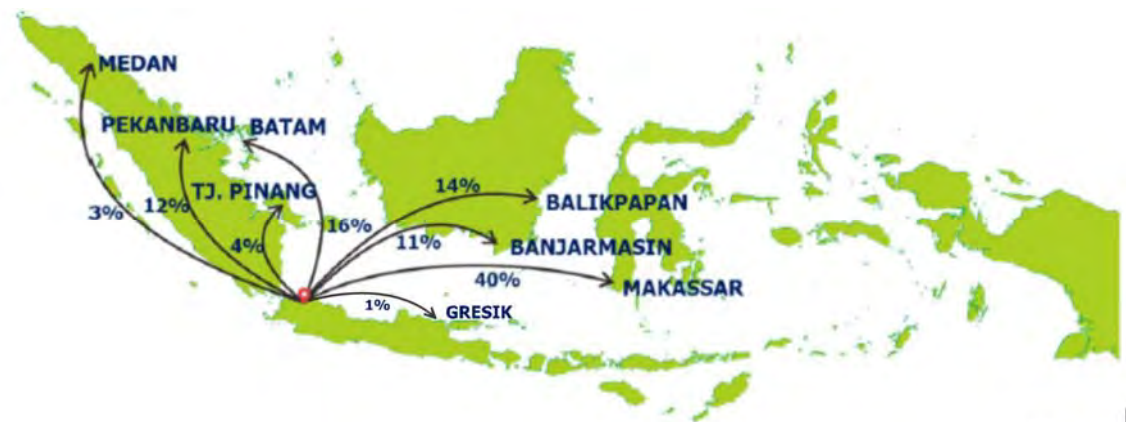 MEDAN
PEKANBARU
BATAM
TJ. PINANG
3%
12%
4%
16%
14%
BALIKPAPAN
11%
BANJARMASIN
40%
MAKASSAR
1%
GRESIK